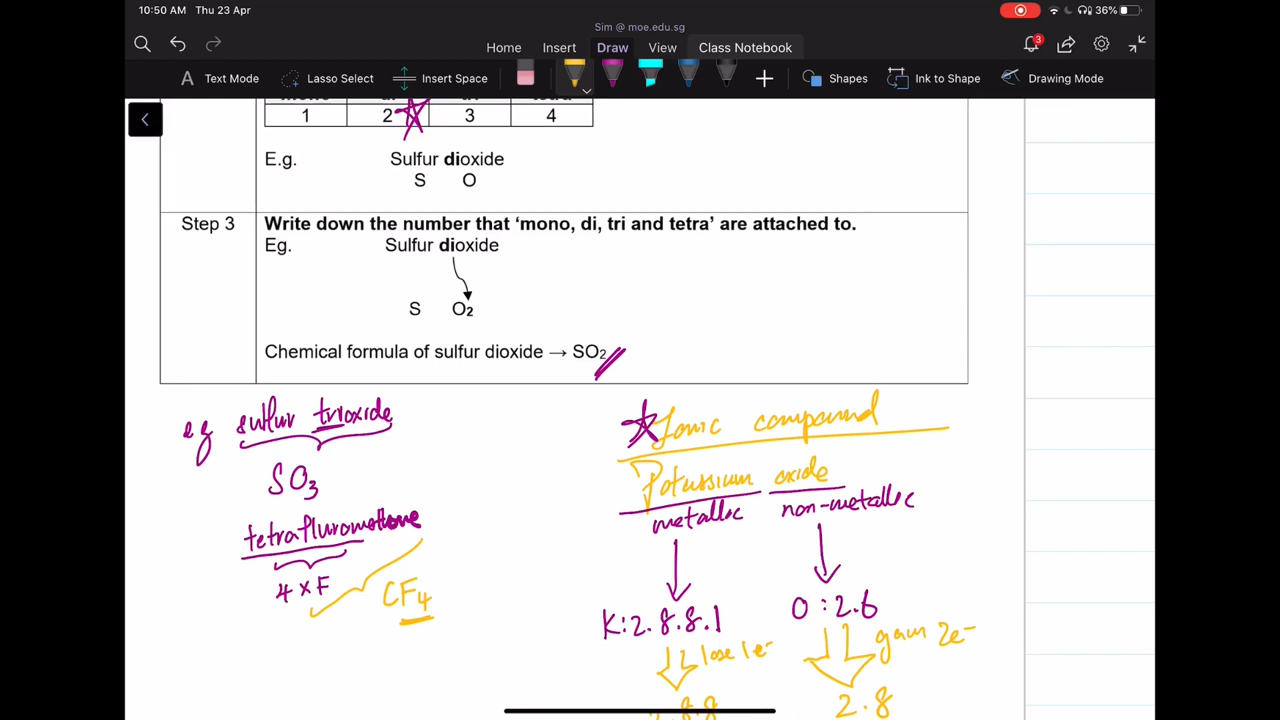 10:50 AM Thu 23 Apr
36%
Sim @ moe.edu.sg
Home Insert Draw View Class Notebook
3
A Text Mode Lasso Select Insert Space Shapes Ink to Shape Drawing Mode
1 2 3 4
E.g. Sulfur dioxide
S O
Step 3 Write down the number that ‘mono, di, tri and tetra’ are attached to.
Eg. Sulfur dioxide
S O2
Chemical formula of sulfur dioxide → SO2
eg sulfur trioxide
SO3
tetrafluromethane
4 x F
CF4
Ionic compound
Potassium oxide
metallic non-metallic
K:2.8.8.1 O:2.6
lose 1e- gain 2e-
2.8.8 2.8